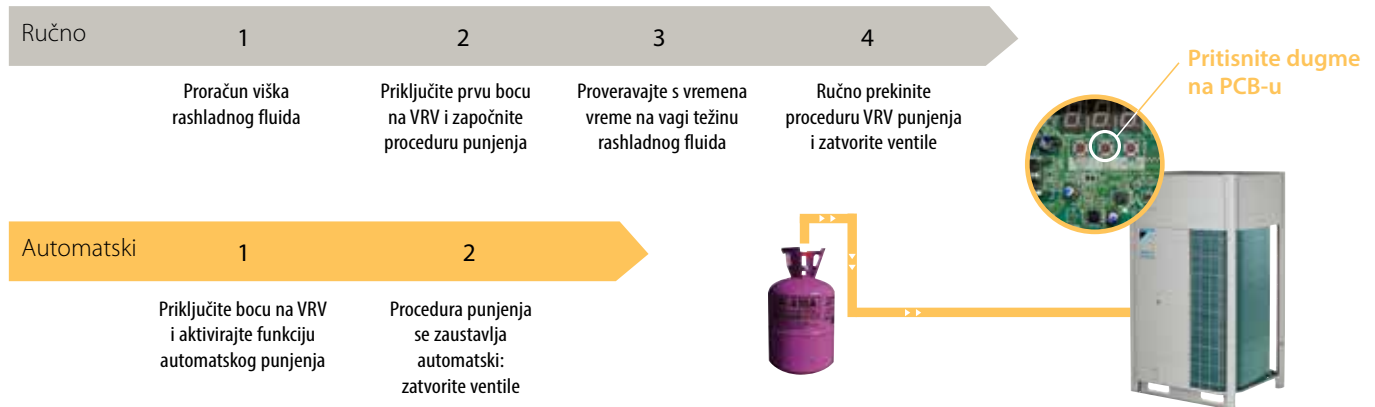 Ručno
1
2
3
4
Proračun viška
rashladnog fluida
Priključite prvu bocu
na VRV i započnite
proceduru punjenja
Proveravajte s vremena
vreme na vagi težinu
rashladnog fluida
Ručno prekinite
proceduru VRV punjenja
i zatvorite ventile
Pritisnite dugme
na PCB-u
Automatski
1
2
Priključite bocu na VRV
i aktivirajte funkciju
automatskog punjenja
Procedura punjenja
se zaustavlja
automatski:
zatvorite ventile